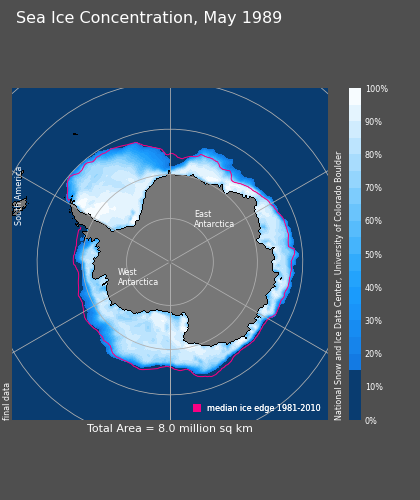 Sea Ice Concentration, May 1989
South America
East
Antarctica
West
Antarctica
final data
median ice edge 1981-2010
Total Area = 8.0 million sq km
National Snow and Ice Data Center, University of Colorado Boulder
100%
90%
80%
70%
60%
50%
40%
30%
20%
10%
0%